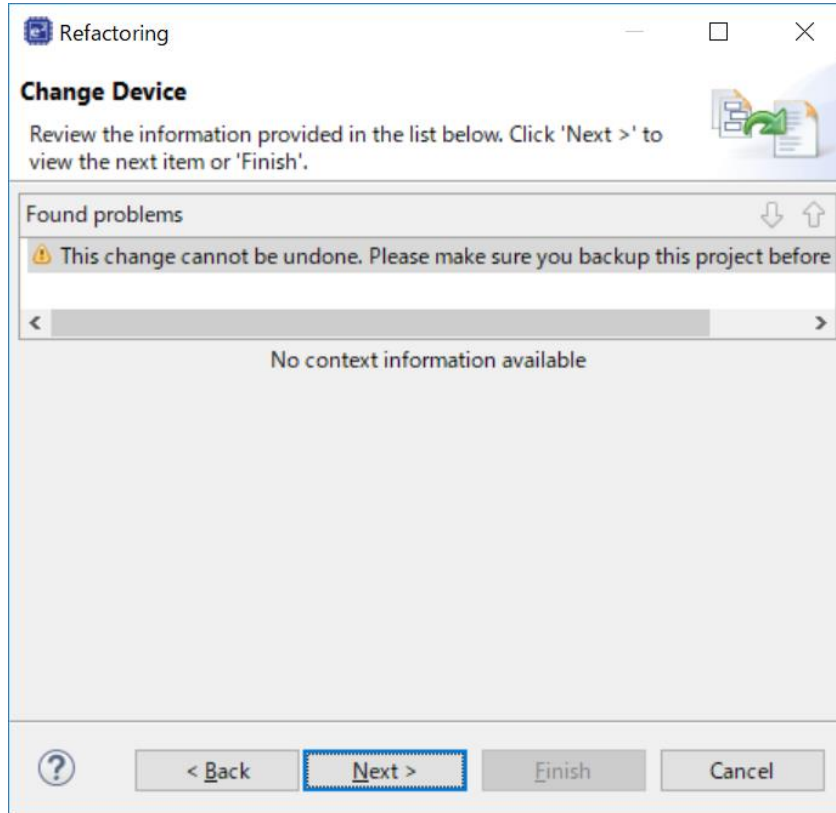 Refactoring
Change Device
Review the information provided in the list below. Click 'Next >' to
view the next item or 'Finish'.
Found problems
This change cannot be undone. Please make sure you backup this project before
No context information available
?
< Back
Next >
Finish
Cancel